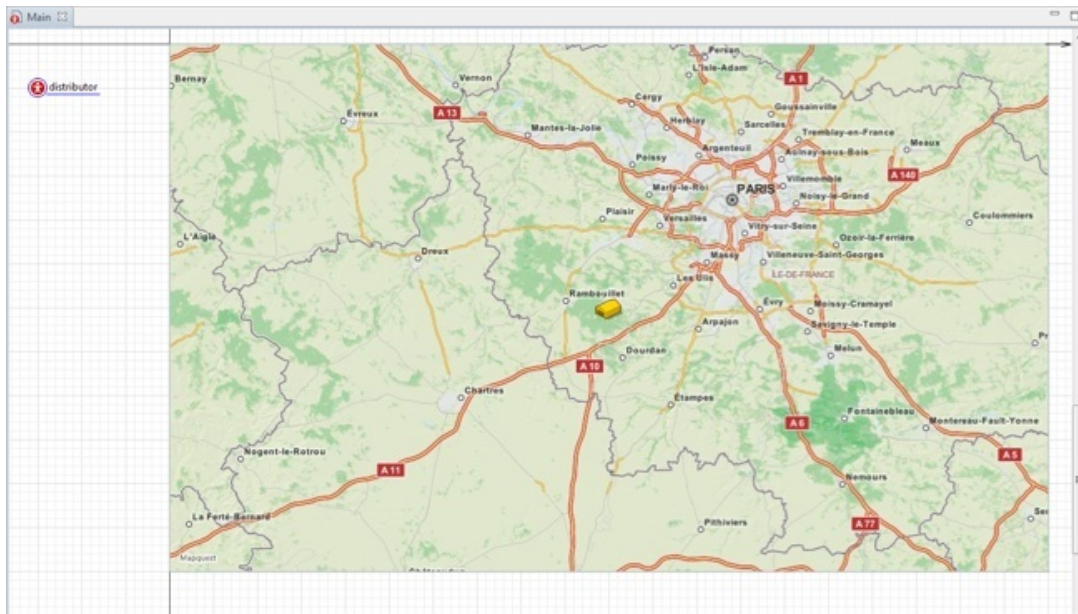 Main
distributor
Persan
L'Isle-Adam
Bernay
Vernon
A 1
Cergy
Goussainville
A 13
Évreux
Herblay
Sarcelles
Mantes-la-Jolie
Tremblay-en-France
Argenteuil
Aulnay-sous-Bois
Meaux
Poissy
A 140
Marly-le-Roi
PARIS
Villemomble
Noisy-le-Grand
Plaisir
Versailles
Vitry-sur-Seine
Coulommiers
L'Aigle
Ozoir-la-Ferrière
Dreux
Massy
Villeneuve-Saint-Georges
Les Ulis
ÎLE-DE-FRANCE
Rambouillet
Évry
Moissy-Cramayel
Arpajon
Savigny-le-Temple
Dourdan
Melun
A 10
Chartres
Étampes
Fontainebleau
A 6
Montereau-Fault-Yonne
Nogent-le-Rotrou
A 11
A 5
Nemours
La Ferté-Bernard
Pithiviers
A 77
Mapquest